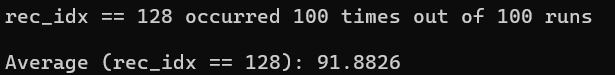 rec_idx == 128 occurred 100 times out of 100 runs
Average (rec_idx == 128): 91.8826